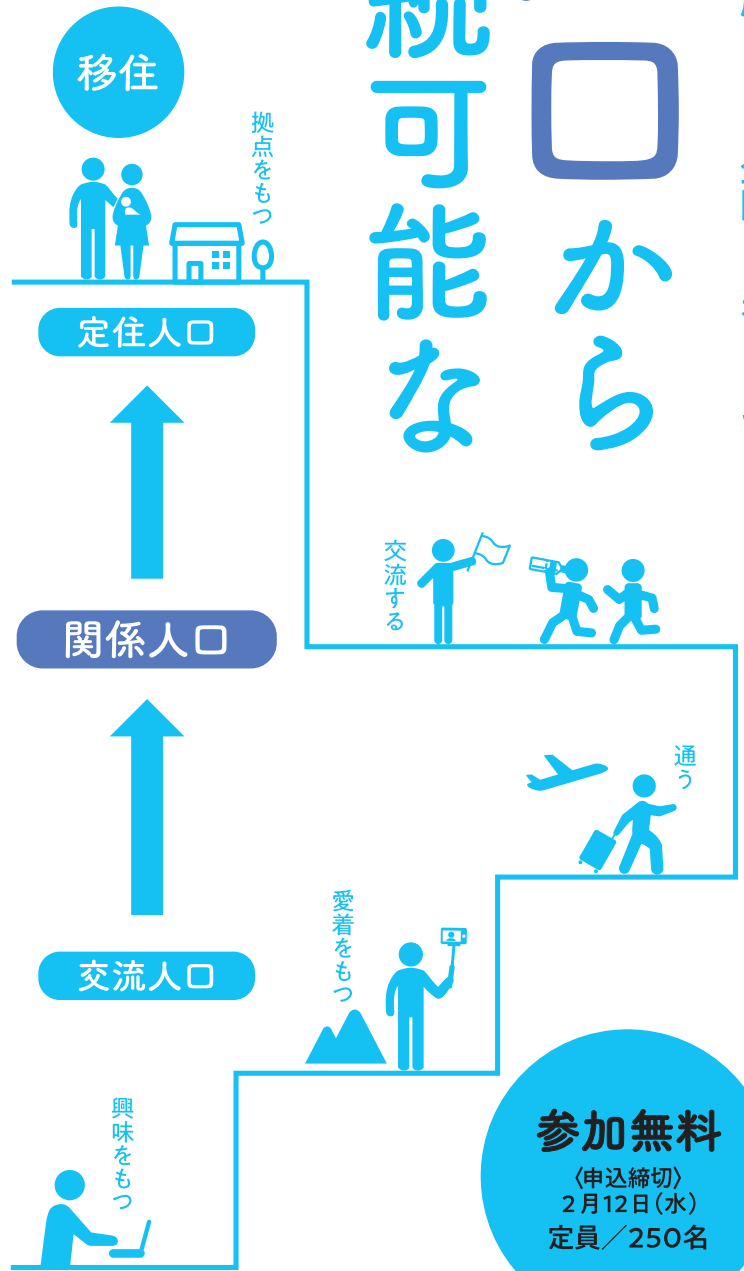 口から
続可能な
移住
拠点をもつ
定住人口
交流する
関係人口
通う
愛着をもつ
交流人口
興味をもつ
参加無料
〈申込締切〉
2月12日(水)
定員／250名